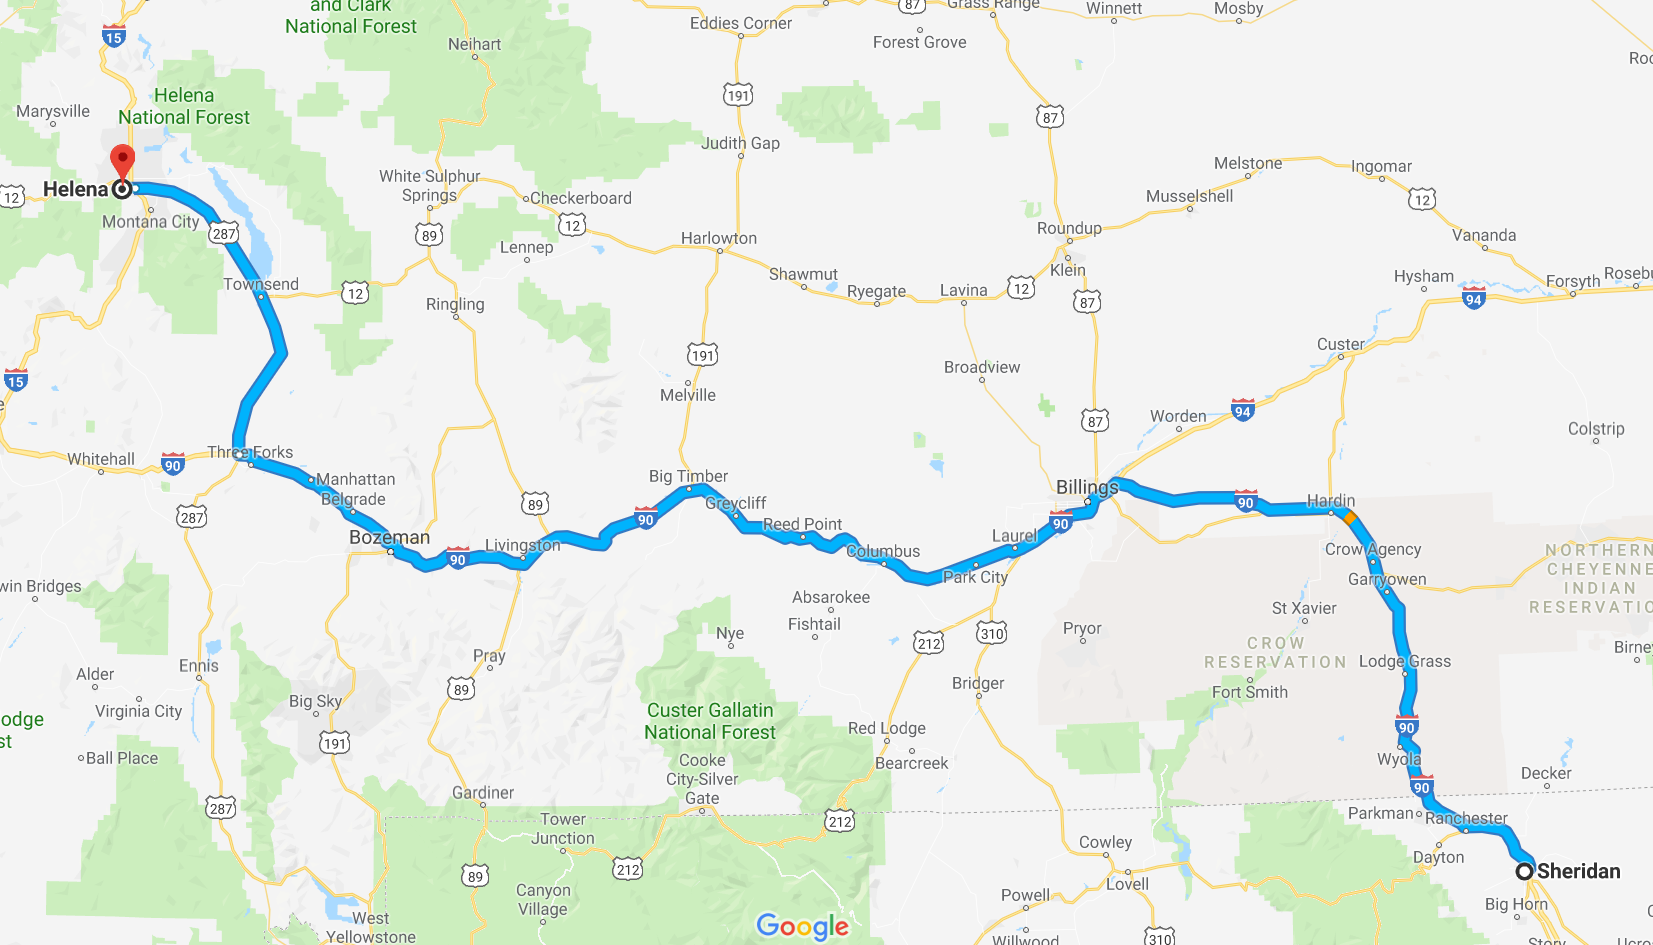 and Clark
National Forest
15
Neihart
Eddies Corner
87
Grass Range
Forest Grove
Winnett
Mosby
Helena
National Forest
Marysville
191
87
Judith Gap
Helena
12
Montana City
287
White Sulphur
Springs
Checkerboard
12
89
Lennep
Harlowton
Melstone
Ingomar
Musselshell
12
Roundup
Klein
Vananda
Hysham
Forsyth
94
Townsend
12
Ringling
Shawmut
Ryegate
Lavina
12
87
15
191
Melville
Broadview
Custer
87
Worden
94
Colstrip
Whitehall
90
Three Forks
Manhattan
Belgrade
Bozeman
287
89
90
Livingston
Big Timber
Greycliff
90
Reed Point
Columbus
Park City
Laurel
90
Billings
90
Hardin
Crow Agency
Garryowen
NORTHERN
CHEYENNE
INDIAN
Absarokee
Fishtail
Nye
212
310
Pryor
St Xavier
CROW
RESERVATION
Fort Smith
Lodge Grass
Ennis
Alder
Virginia City
Pray
89
Big Sky
191
Ball Place
Custer Gallatin
National Forest
Bridger
Red Lodge
Bearcreek
90
Wyola
90
Decker
Cooke
City-Silver
Gate
Gardiner
287
212
Tower
Junction
212
89
Canyon
Village
West
Yellowstone
Parkman
Ranchester
Dayton
Sheridan
Big Horn
Cowley
Lovell
Powell
Willwood
310
Google